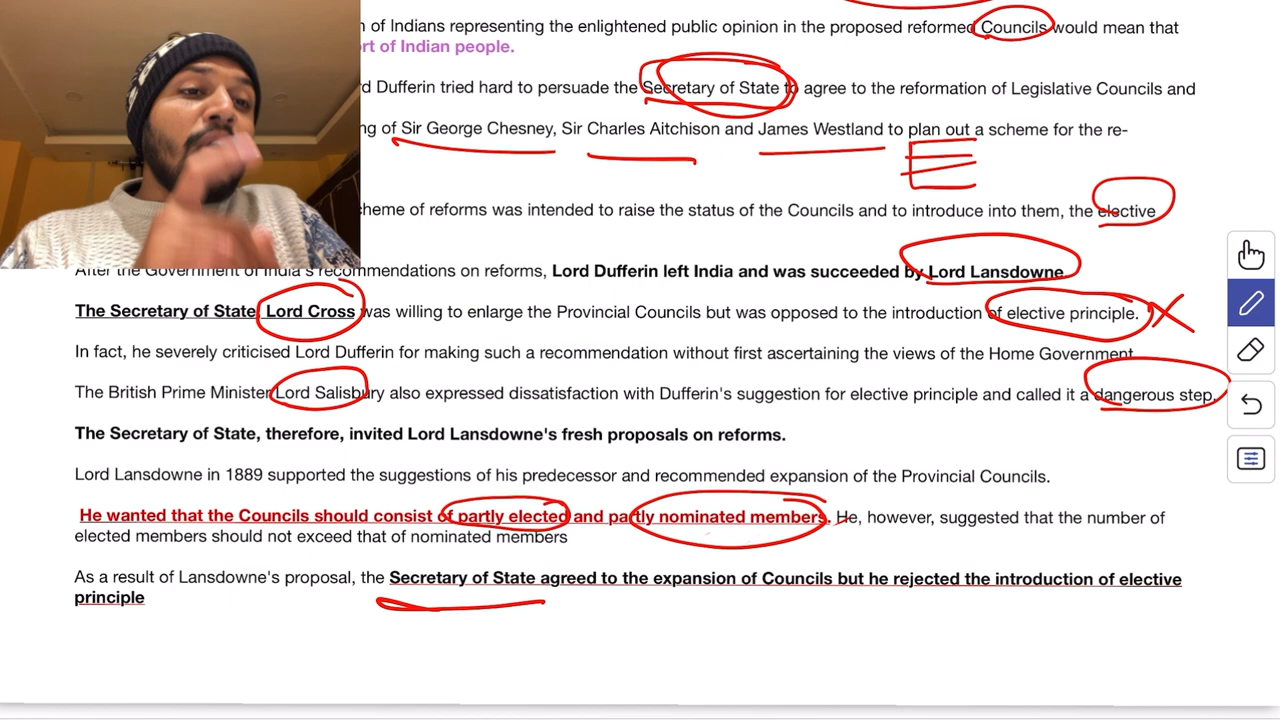 of Indians representing the enlightened public opinion in the proposed reformed Councils would mean that
of Indian people.
Dufferin tried hard to persuade the Secretary of State to agree to the reformation of Legislative Councils and
of Sir George Chesney, Sir Charles Aitchison and James Westland to plan out a scheme for the re-
scheme of reforms was intended to raise the status of the Councils and to introduce into them, the elective
After the Government of India's recommendations on reforms, Lord Dufferin left India and was succeeded by Lord Lansdowne
The Secretary of State Lord Cross was willing to enlarge the Provincial Councils but was opposed to the introduction of elective principle.
In fact, he severely criticised Lord Dufferin for making such a recommendation without first ascertaining the views of the Home Government
The British Prime Minister Lord Salisbury also expressed dissatisfaction with Dufferin's suggestion for elective principle and called it a dangerous step.
The Secretary of State, therefore, invited Lord Lansdowne's fresh proposals on reforms.
Lord Lansdowne in 1889 supported the suggestions of his predecessor and recommended expansion of the Provincial Councils.
He wanted that the Councils should consist of partly elected and partly nominated members. He, however, suggested that the number of
elected members should not exceed that of nominated members
As a result of Lansdowne's proposal, the Secretary of State agreed to the expansion of Councils but he rejected the introduction of elective
principle